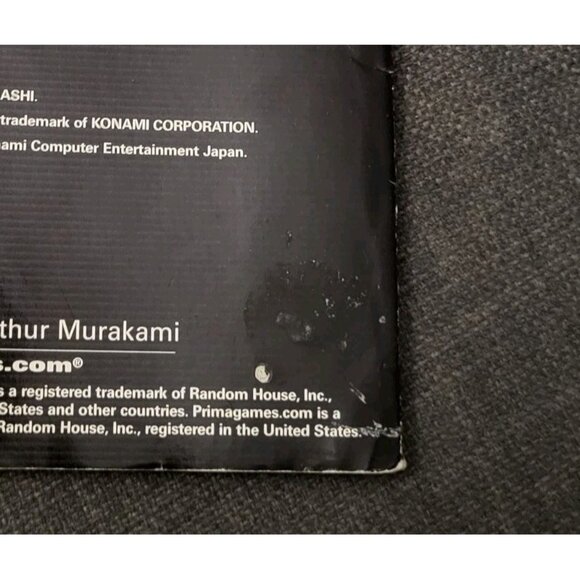 ASHI.
trademark of KONAMI CORPORATION.
ami Computer Entertainment Japan.
thur Murakami
s.com®
s a registered trademark of Random House, Inc.,
States and other countries. Primagames.com is a
Random House, Inc., registered in the United States.